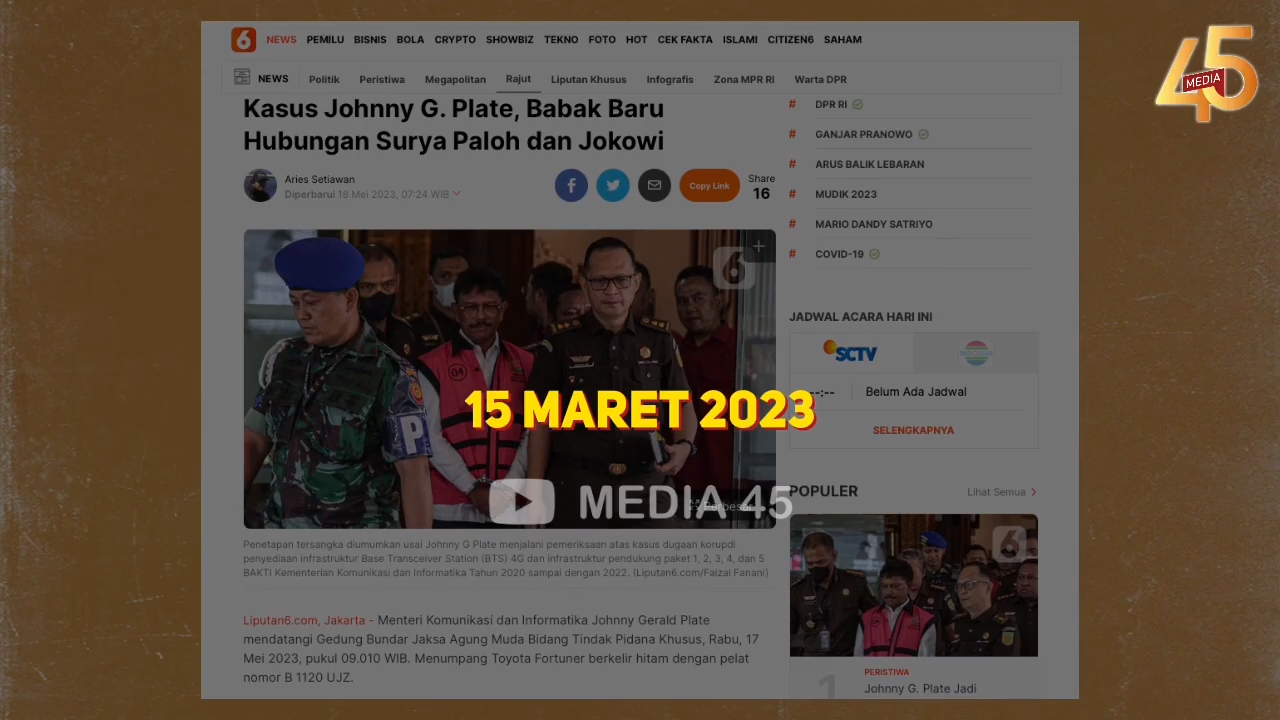 6 NEWS PEMILU BISNIS BOLA CRYPTO SHOWBIZ TEKNO FOTO HOT CEK FAKTA ISLAMI CITIZEN6 SAHAM
45
MEDIA
NEWS Politik Peristiwa Megapolitan Rajut Liputan Khusus Infografis Zona MPR RI Warta DPR
Kasus Johnny G. Plate, Babak Baru
Hubungan Surya Paloh dan Jokowi
Aries Setiawan
Diperbarui 18 Mei 2023, 07:24 WIB
Copy Link
Share
16
# DPR RI
# GANJAR PRANOWO
# ARUS BALIK LEBARAN
# MUDIK 2023
# MARIO DANDY SATRIYO
# COVID-19
6
04
P
JADWAL ACARA HARI INI
SCTV
--:-- Belum Ada Jadwal
SELENGKAPNYA
15 MARET 2023
MEDIA 45
Perbesar
POPULER Lihat Semua
6
Penetapan tersangka diumumkan usai Johnny G Plate menjalani pemeriksaan atas kasus dugaan korupdi
penyediaan infrastruktur Base Transceiver Station (BTS) 4G dan infrastruktur pendukung paket 1, 2, 3, 4, dan 5
BAKTI Kementerian Komunikasi dan Informatika Tahun 2020 sampai dengan 2022. (Liputan6.com/Faizal Fanani)
Liputan6.com, Jakarta - Menteri Komunikasi dan Informatika Johnny Gerald Plate
mendatangi Gedung Bundar Jaksa Agung Muda Bidang Tindak Pidana Khusus, Rabu, 17
Mei 2023, pukul 09.010 WIB. Menumpang Toyota Fortuner berkelir hitam dengan pelat
nomor B 1120 UJZ.
1
PERISTIWA
Johnny G. Plate Jadi